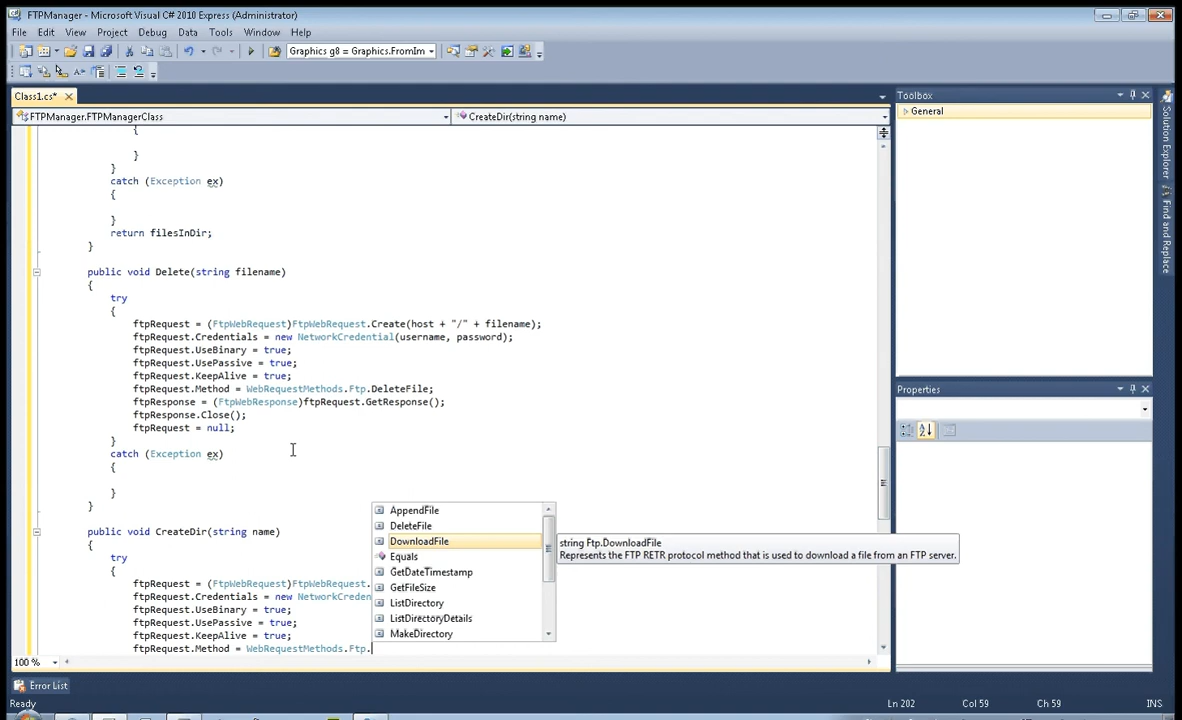 FTPManager - Microsoft Visual C# 2010 Express (Administrator)
File Edit View Project Debug Data Tools Window Help
Graphics g8 = Graphics.FromIm
Class1.cs*
Toolbox
FTPManager.FTPManagerClass
CreateDir(string name)
General
Solution Explorer
Find and Replace
{
}
}
catch (Exception ex)
{
}
return filesInDir;
}
public void Delete(string filename)
{
try
{
ftpRequest = (FtpWebRequest)FtpWebRequest.Create(host + "/" + filename);
ftpRequest.Credentials = new NetworkCredential(username, password);
ftpRequest.UseBinary = true;
ftpRequest.UsePassive = true;
ftpRequest.KeepAlive = true;
ftpRequest.Method = WebRequestMethods.Ftp.DeleteFile;
ftpResponse = (FtpWebResponse)ftpRequest.GetResponse();
ftpResponse.Close();
ftpRequest = null;
}
catch (Exception ex)
{
}
}
public void CreateDir(string name)
{
try
{
ftpRequest = (FtpWebRequest)FtpWebRequest.
ftpRequest.Credentials = new NetworkCreden
ftpRequest.UseBinary = true;
ftpRequest.UsePassive = true;
ftpRequest.KeepAlive = true;
ftpRequest.Method = WebRequestMethods.Ftp.
AppendFile
DeleteFile
DownloadFile
Equals
GetDateTimestamp
GetFileSize
ListDirectory
ListDirectoryDetails
MakeDirectory
string Ftp.DownloadFile
Represents the FTP RETR protocol method that is used to download a file from an FTP server.
Properties
100 %
Error List
Ready
Ln 202
Col 59
Ch 59
INS